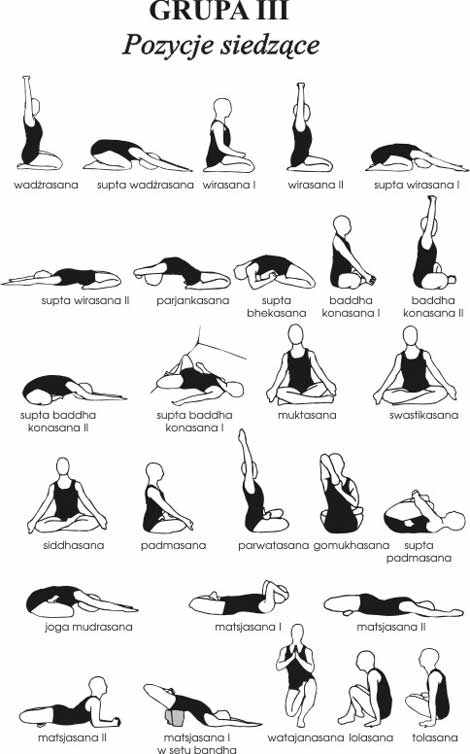 GRUPA III
Pozycje siedzące
wadżrasana
supta wadżrasana
wirasana I
wirasana II
supta wirasana I
supta wirasana II
parjankasana
supta
bhekasana
baddha
konasana I
baddha
konasana II
supta baddha
konasana II
supta baddha
konasana I
muktasana
swastikasana
siddhasana
padmasana
parwatasana
gomukhasana
supta
padmasana
joga mudrasana
matsjasana I
matsjasana II
matsjasana II
matsjasana I
w setu bandha
watajanasana
lolasana
tolasana